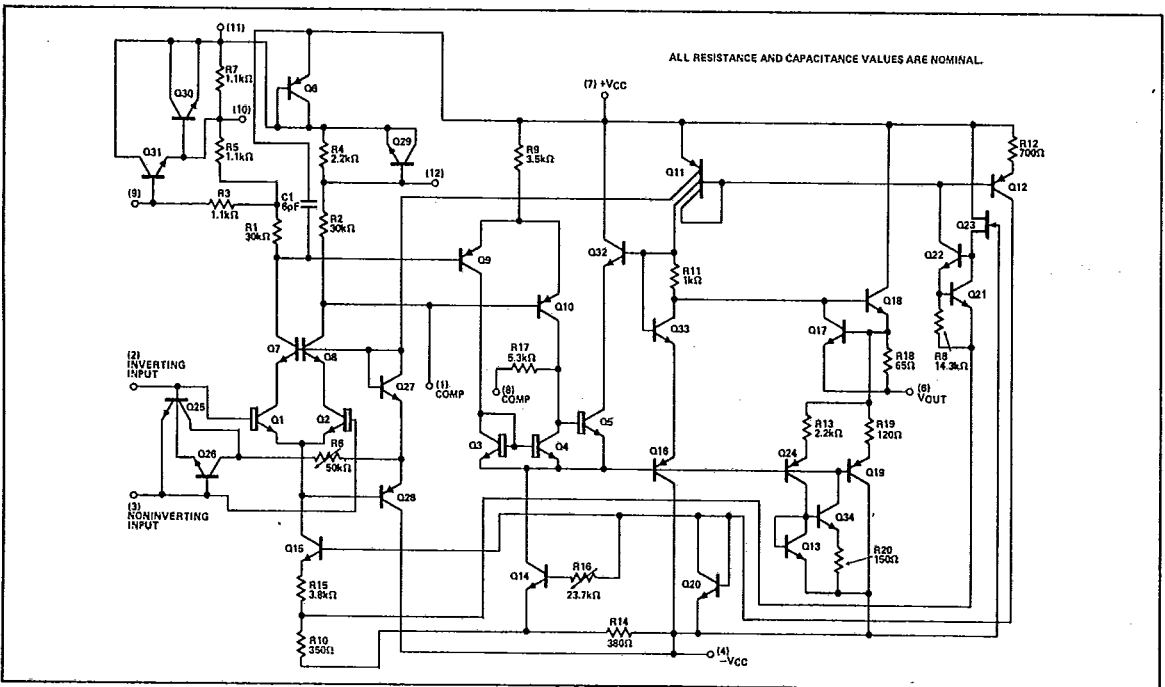 ALL RESISTANCE AND CAPACITANCE VALUES ARE NOMINAL.
(11)
R7
1.1kΩ
Q30
(10)
Q31
R5
1.1kΩ
(9)
R3
1.1kΩ
R1
30kΩ
C1
6pF
Q6
R4
2.2kΩ
Q29
(12)
R2
30kΩ
(7) +VCC
R9
3.5kΩ
Q11
R12
700Ω
Q12
Q23
Q22
Q21
R8
14.3kΩ
Q9
Q10
Q32
R11
1kΩ
Q33
Q18
Q17
R18
65Ω
(6)
VOUT
Q7
Q8
R17
5.3kΩ
(2)
INVERTING
INPUT
Q25
Q1
Q2
Q27
(1)
COMP
(8)
COMP
Q26
R6
50kΩ
Q3
Q4
Q5
R13
2.2kΩ
R19
120Ω
(3)
NONINVERTING
INPUT
Q28
Q16
Q24
Q19
Q34
Q13
R20
150Ω
Q15
R15
3.8kΩ
Q14
R16
23.7kΩ
Q20
R10
350Ω
R14
380Ω
(4)
−VCC